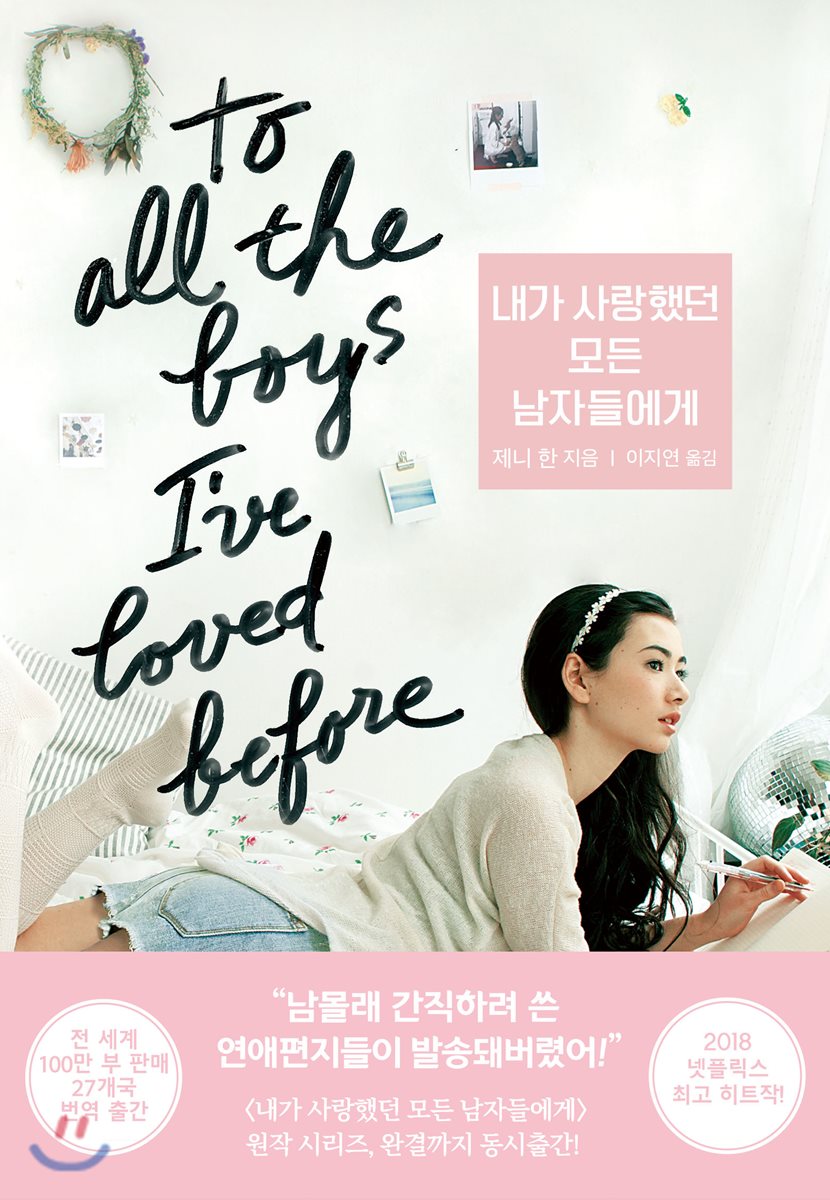 to
all the
boys
I've
loved
before
내가 사랑했던
모든
남자들에게
제니 한 지음 | 이지연 옮김
“남몰래 간직하려 쓴
연애편지들이 발송돼버렸어!”
〈내가 사랑했던 모든 남자들에게〉
원작 시리즈, 완결까지 동시출간!
전 세계
100만 부 판매
27개국
번역 출간
2018
넷플릭스
최고 히트작!